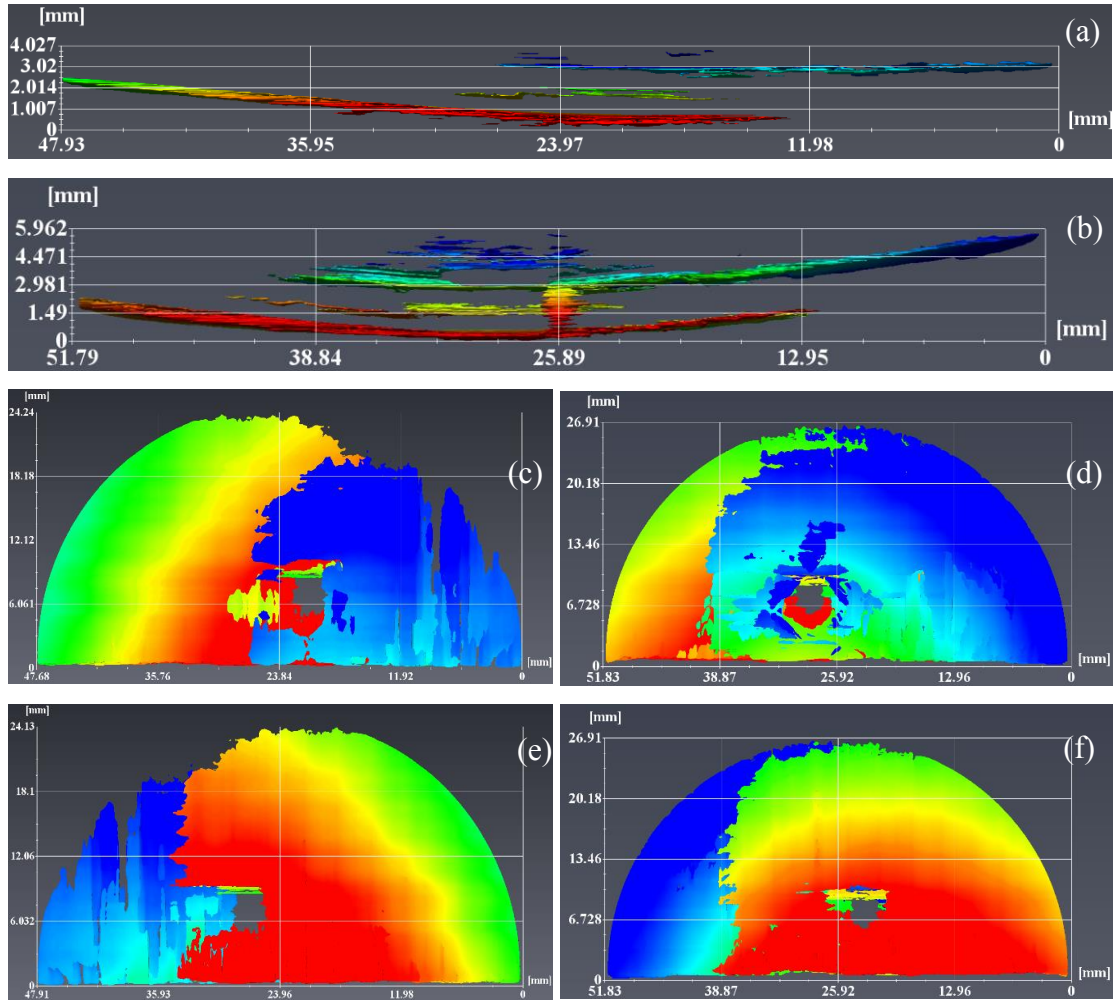 [mm]
(a)
4.027
3.02
2.014
1.007
[mm]
0
47.93 35.95 23.97 11.98 0
[mm]
(b)
5.962
4.471
2.981
1.49
[mm]
0
51.79 38.84 25.89 12.95 0
[mm]
24.24
(c)
18.18
12.12
6.061
0
[mm]
47.68 35.76 23.84 11.92 0
[mm]
26.91
(d)
20.18
13.46
6.728
0
[mm]
51.83 38.87 25.92 12.96 0
[mm]
24.13
(e)
18.1
12.06
6.032
0
[mm]
47.91 35.93 23.96 11.98 0
[mm]
26.91
(f)
20.18
13.46
6.728
0
[mm]
51.83 38.87 25.92 12.96 0